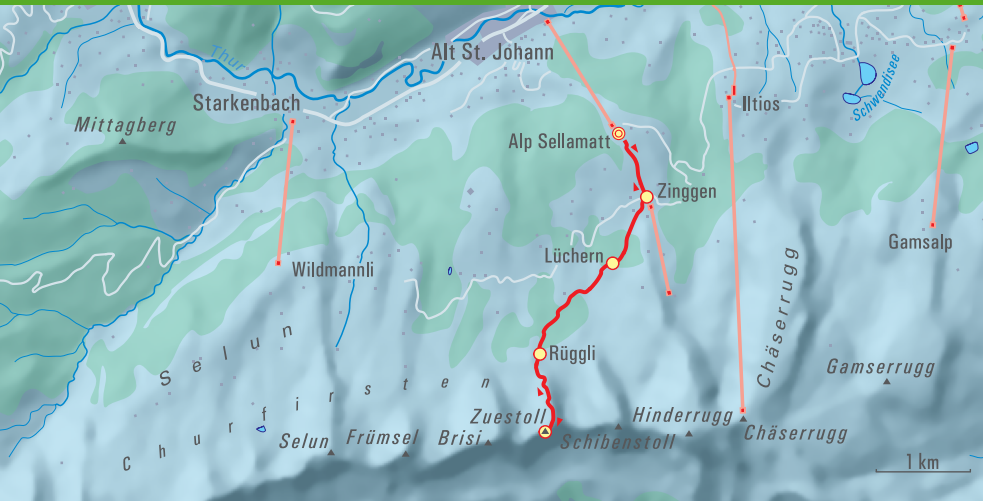 Thur
Alt St. Johann
Starkenbach
Mittagberg
Iltios
Schwendisee
Alp Sellamatt
Zinggen
Gamsalp
Lüchern
Wildmannli
Rüggli
Selun
Churfirsten
Chäserrugg
Gamserrugg
Zuestoll
Hinderrugg
Selun
Frümsel
Brisi
Schibenstoll
Chäserrugg
1 km